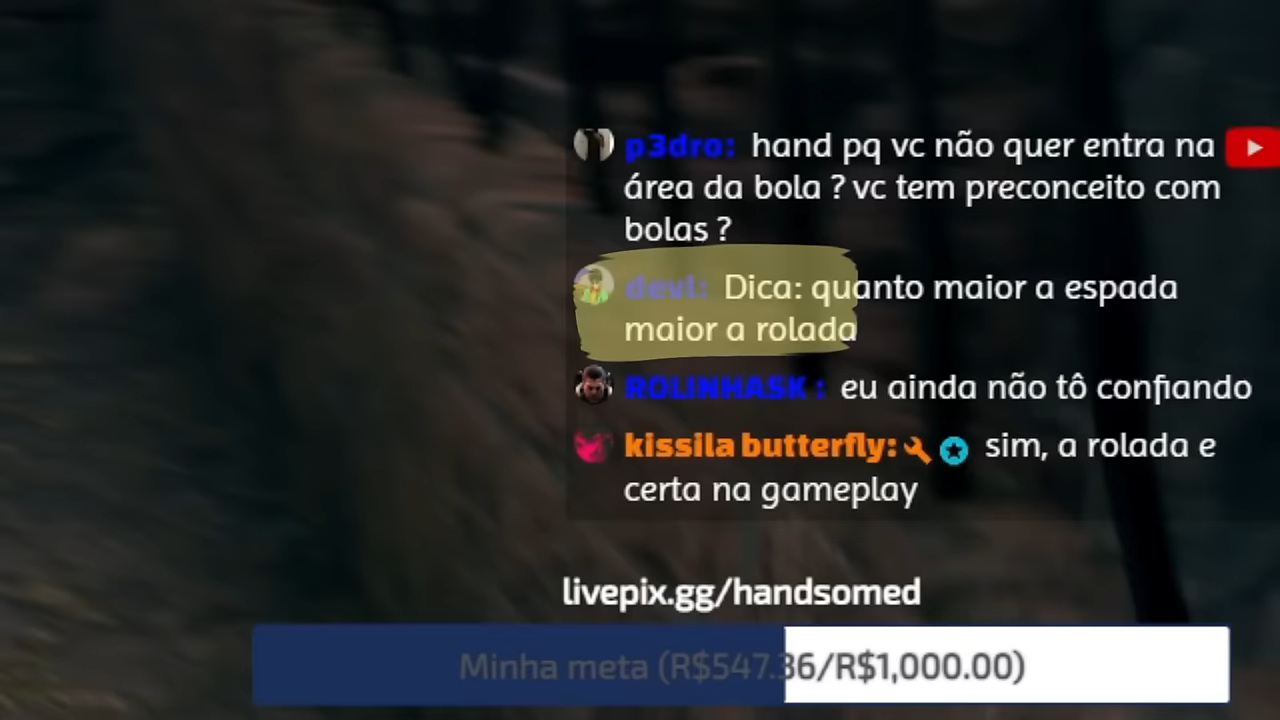 p3dro: hand pq vc não quer entra na
área da bola ? vc tem preconceito com
bolas ?
devl: Dica: quanto maior a espada
maior a rolada
ROLINHASK : eu ainda não tô confiando
kissila butterfly: sim, a rolada e
certa na gameplay
livepix.gg/handsomed
Minha meta (R$547.36/R$1,000.00)